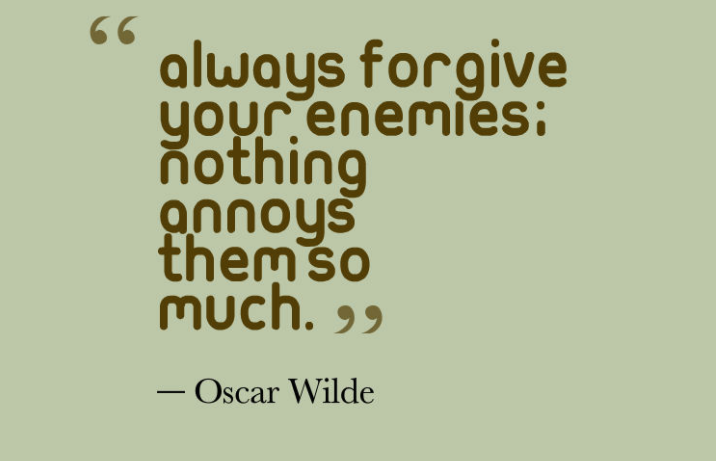 “always forgive
your enemies;
nothing
annoys
them so
much.”
— Oscar Wilde